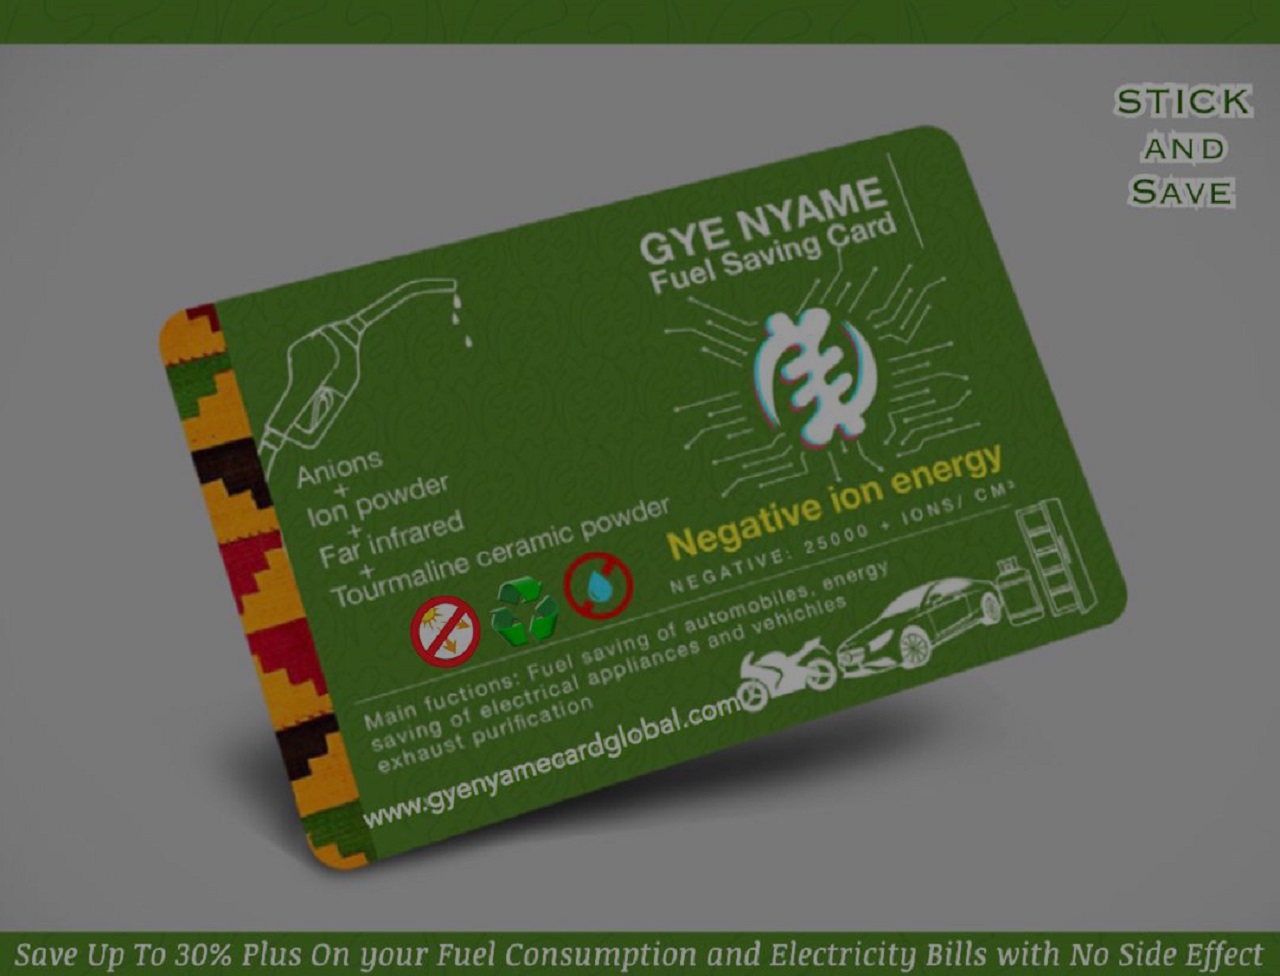 STICK
AND
SAVE
GYE NYAME
Fuel Saving Card
Anions
+
Ion powder
+
Far infrared
+
Tourmaline ceramic powder
Negative ion energy
NEGATIVE: 25000 + IONS/ CM³
Main fuctions: Fuel saving of automobiles, energy
saving of electrical appliances and vehichles
exhaust purification
www.gyenyamecardglobal.com
Save Up To 30% Plus On your Fuel Consumption and Electricity Bills with No Side Effect